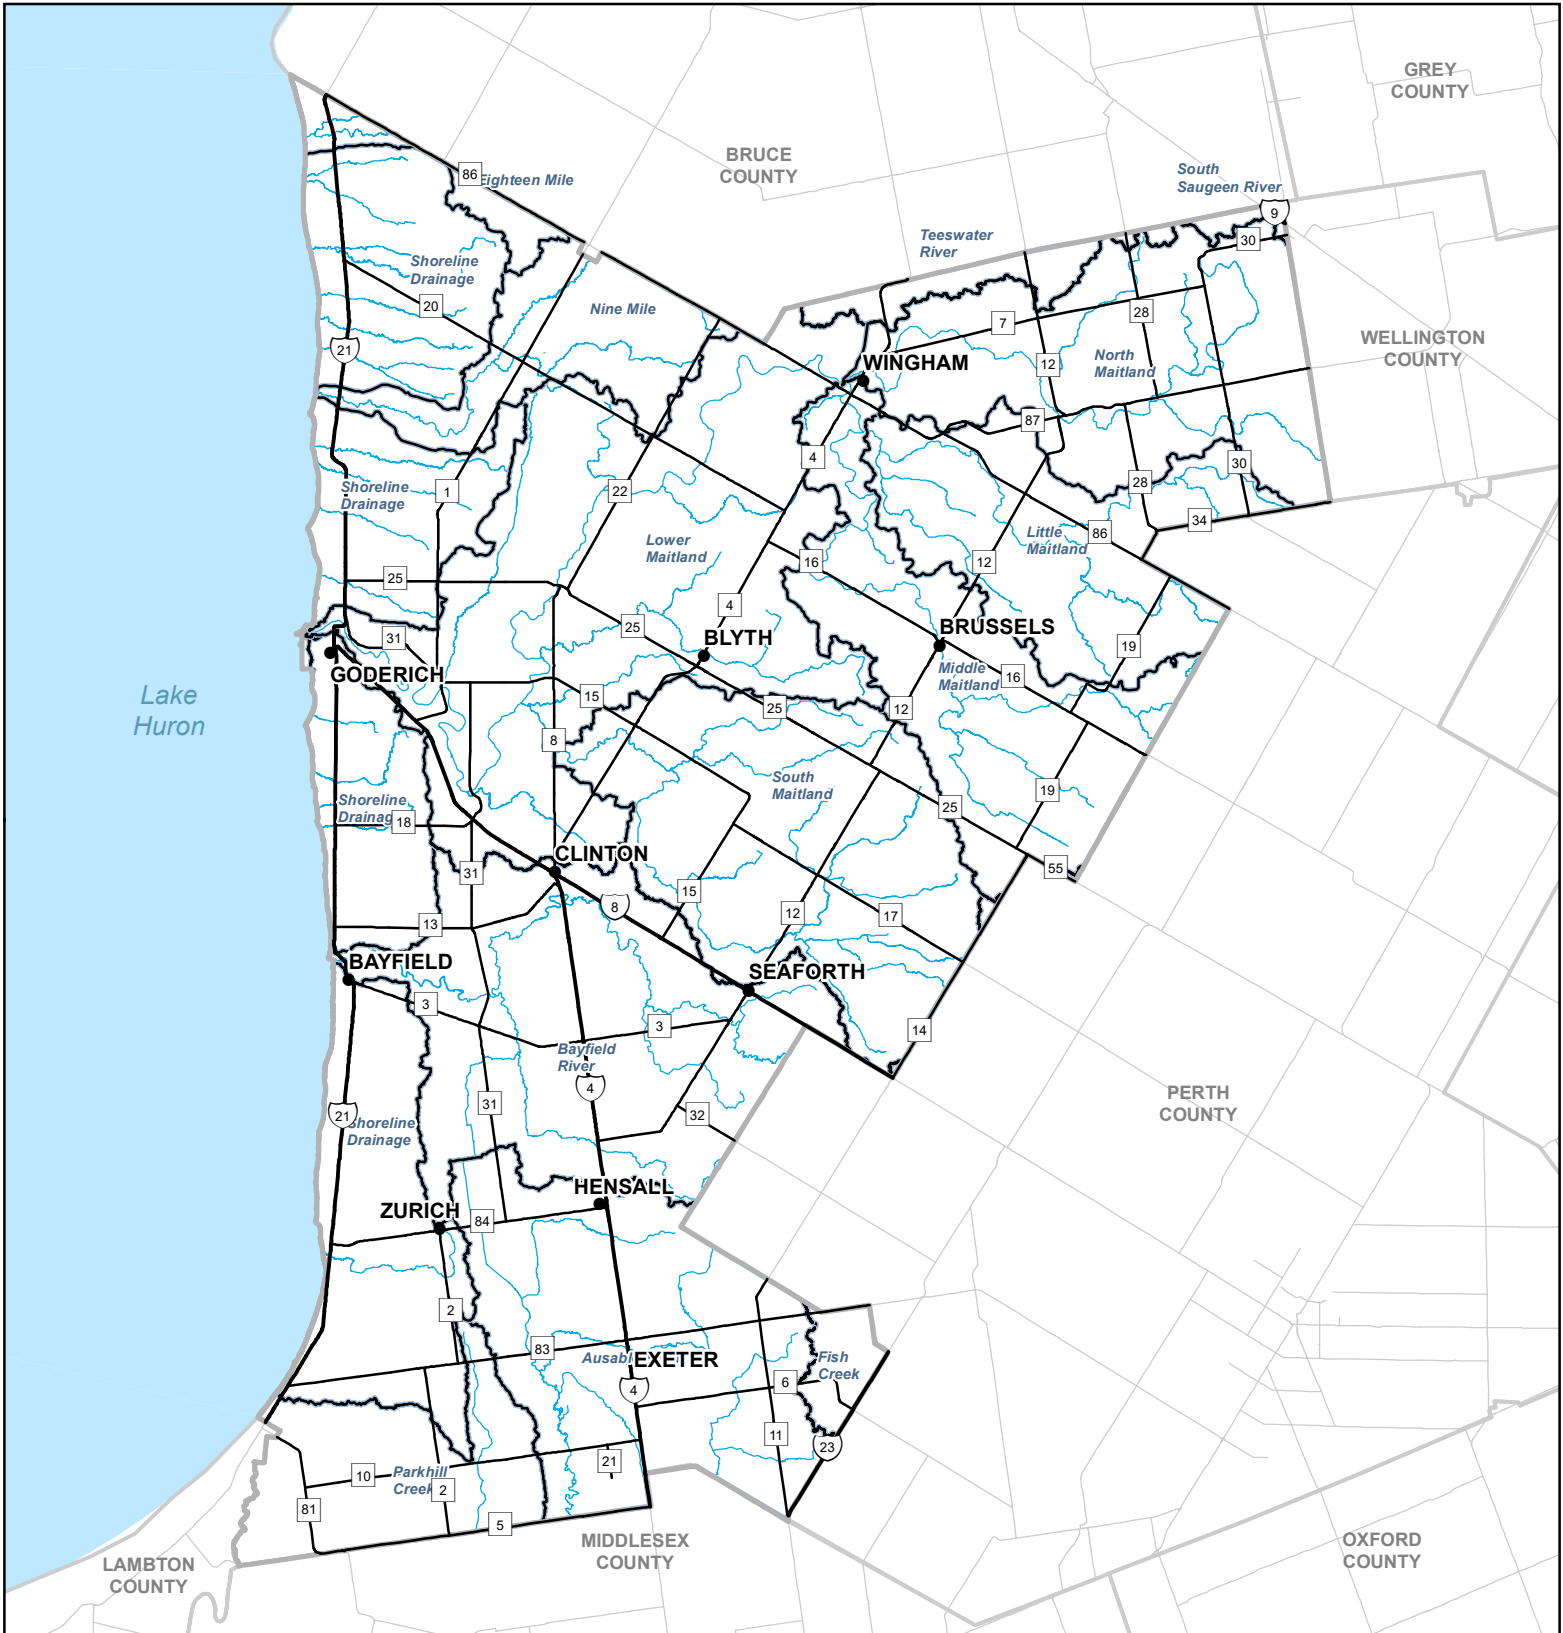 GREY
COUNTY
BRUCE
COUNTY
South
Saugeen River
86
Eighteen Mile
9
30
Teeswater
River
Shoreline
Drainage
20
Nine Mile
28
7
21
WELLINGTON
COUNTY
North
Maitland
12
WINGHAM
87
4
30
28
1
22
Shoreline
Drainage
34
86
Little
Maitland
Lower
Maitland
16
12
25
4
25
31
BLYTH
BRUSSELS
19
GODERICH
Middle
Maitland
16
Lake
Huron
15
25
12
8
South
Maitland
19
Shoreline
Drainage
18
25
CLINTON
55
31
15
8
12
17
13
BAYFIELD
SEAFORTH
3
3
14
Bayfield
River
4
31
21
32
Shoreline
Drainage
PERTH
COUNTY
HENSALL
ZURICH
84
2
83
EXETER
Fish
Creek
6
4
11
23
21
10
Parkhill
Creek
2
81
5
MIDDLESEX
COUNTY
OXFORD
COUNTY
LAMBTON
COUNTY